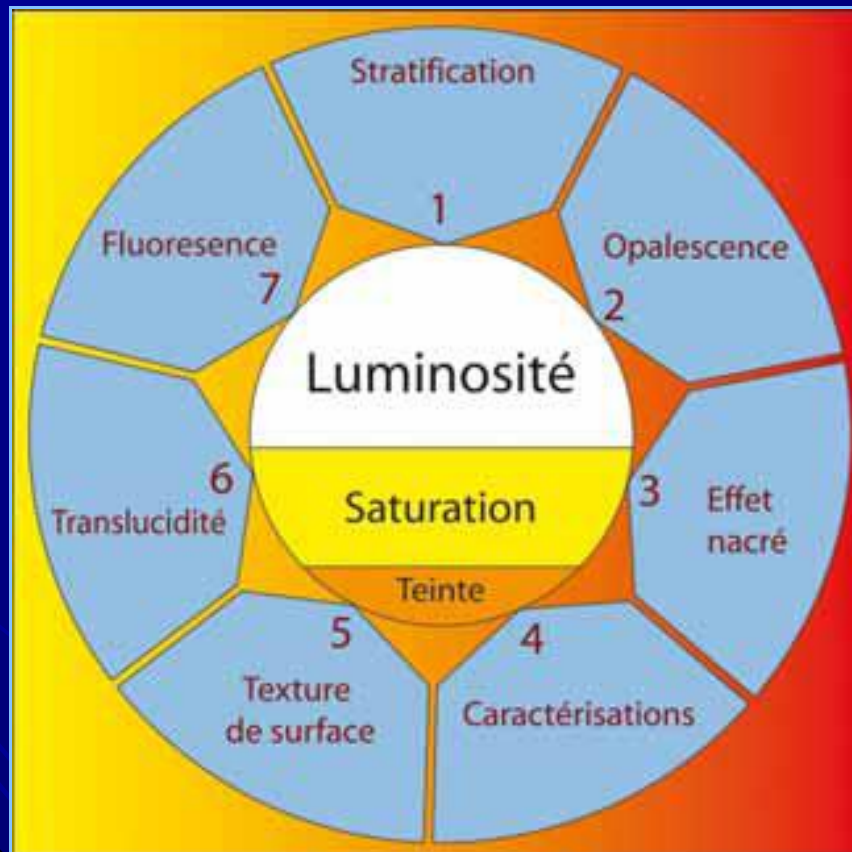 Stratification
1
Opalescence
2
3
Effet
nacré
4
Caractérisations
5
Texture
de surface
6
Translucidité
Fluoresence
7
Luminosité
Saturation
Teinte